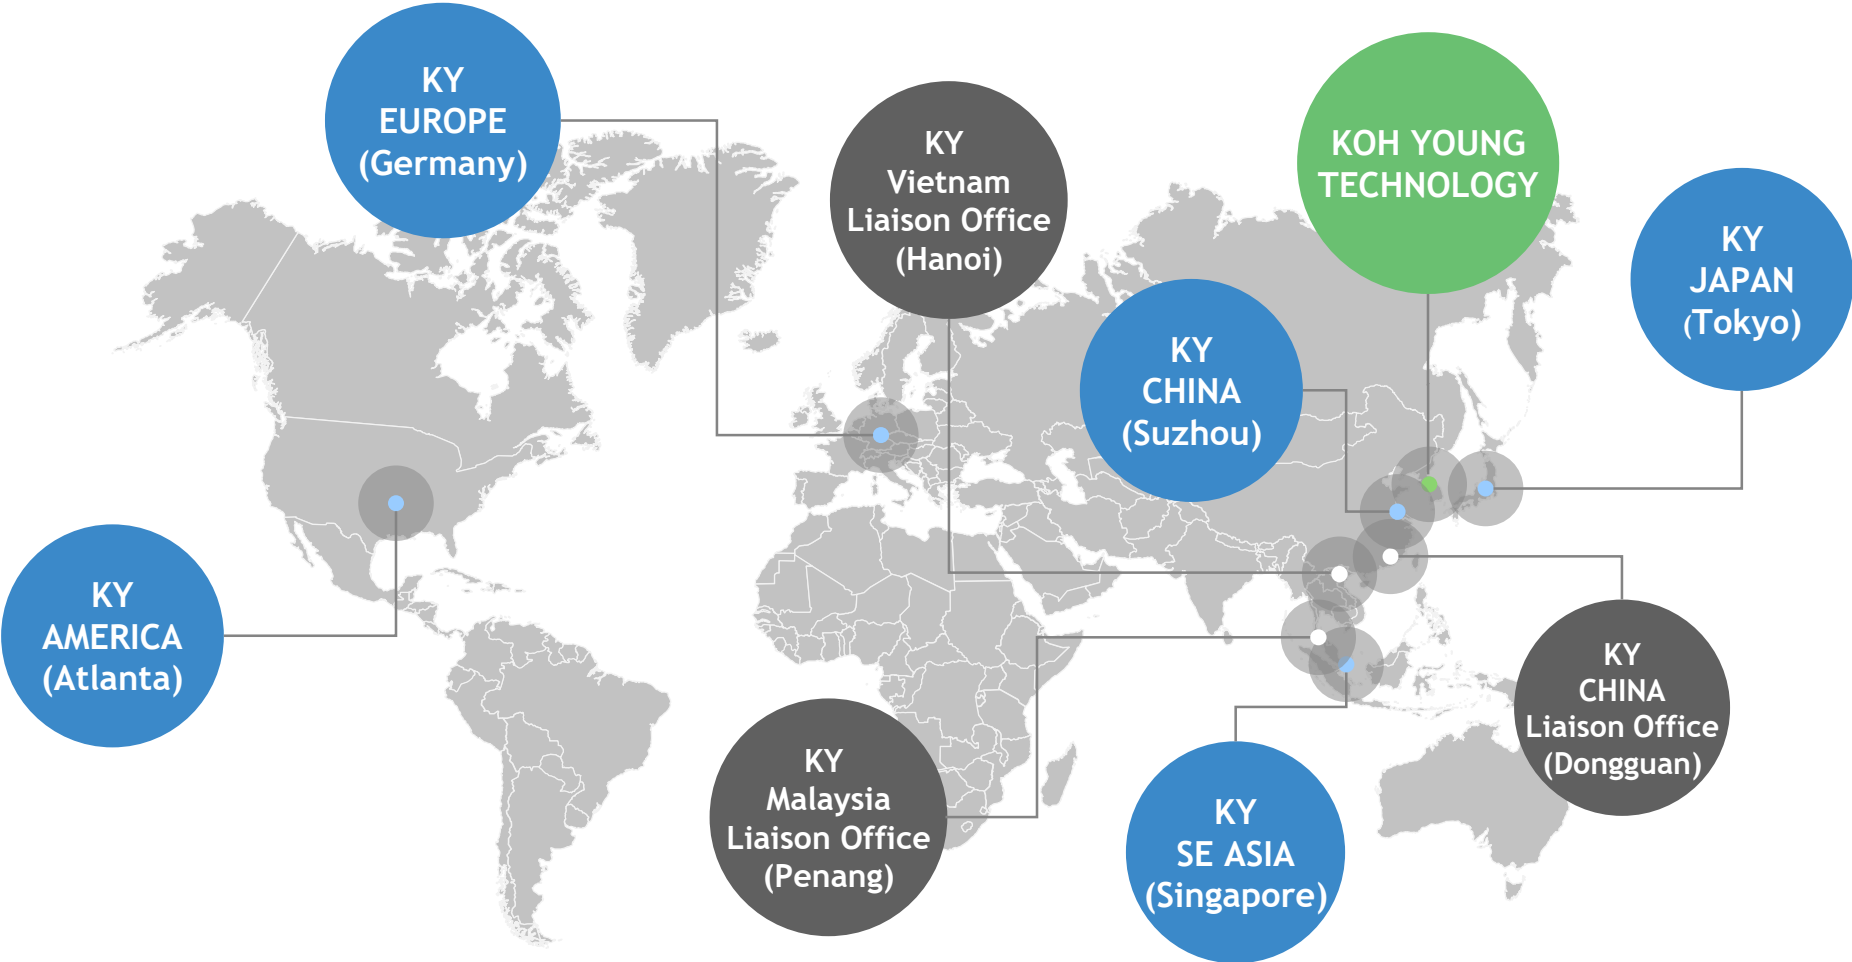 KY
EUROPE
(Germany)
KY
Vietnam
Liaison Office
(Hanoi)
KOH YOUNG
TECHNOLOGY
KY
JAPAN
(Tokyo)
KY
CHINA
(Suzhou)
KY
AMERICA
(Atlanta)
KY
CHINA
Liaison Office
(Dongguan)
KY
Malaysia
Liaison Office
(Penang)
KY
SE ASIA
(Singapore)